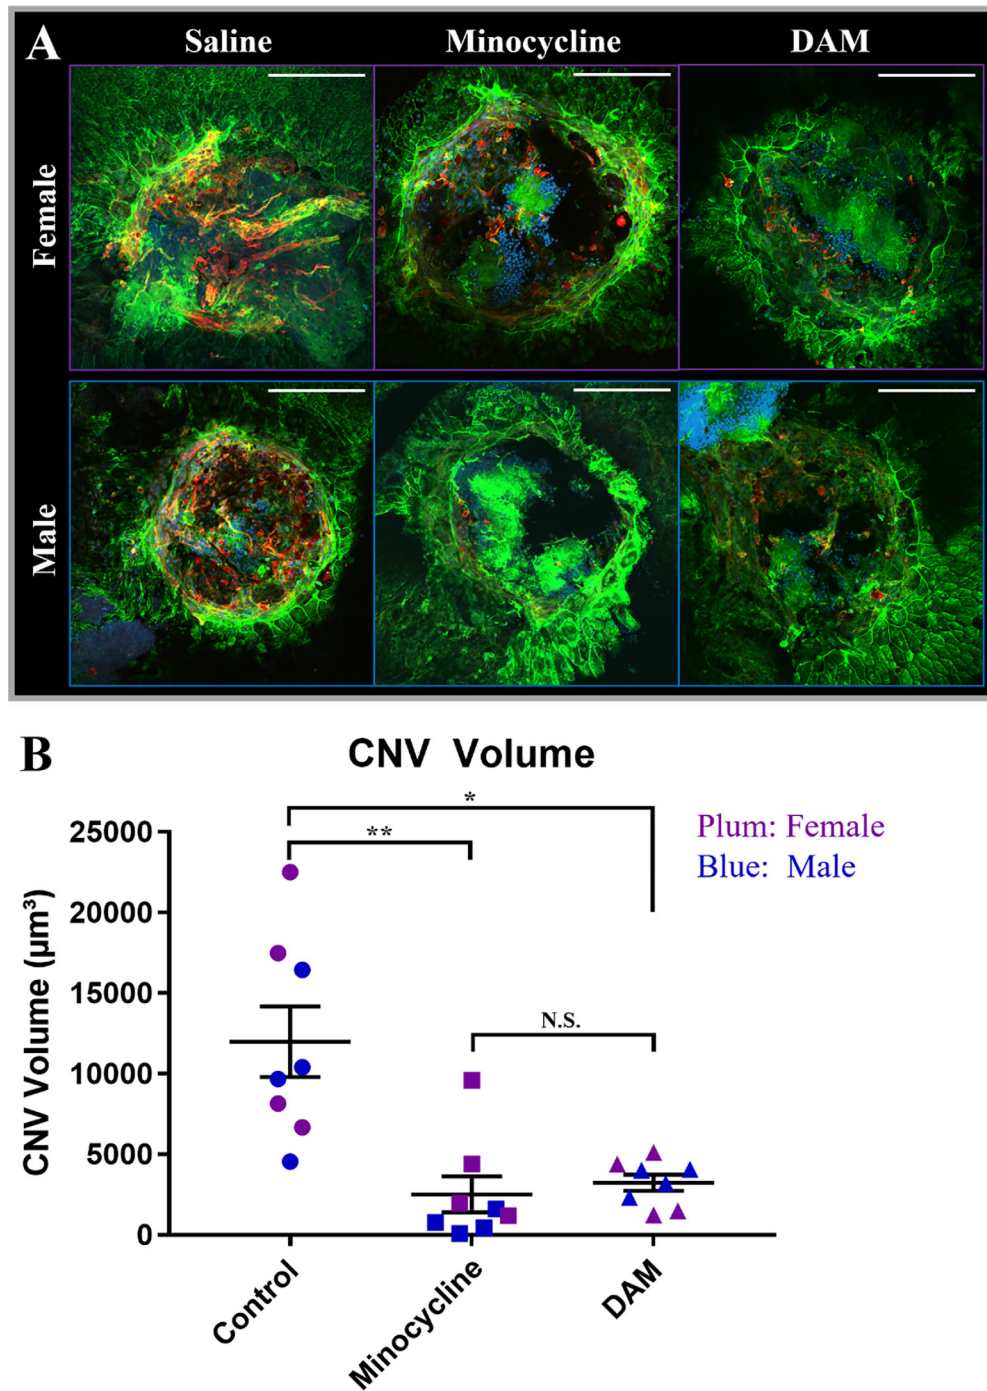 A
Saline Minocycline DAM
Female
Male
B
CNV Volume
*
**
N.S.
Plum: Female
Blue: Male
CNV Volume (µm³)
25000
20000
15000
10000
5000
0
Control
Minocycline
DAM